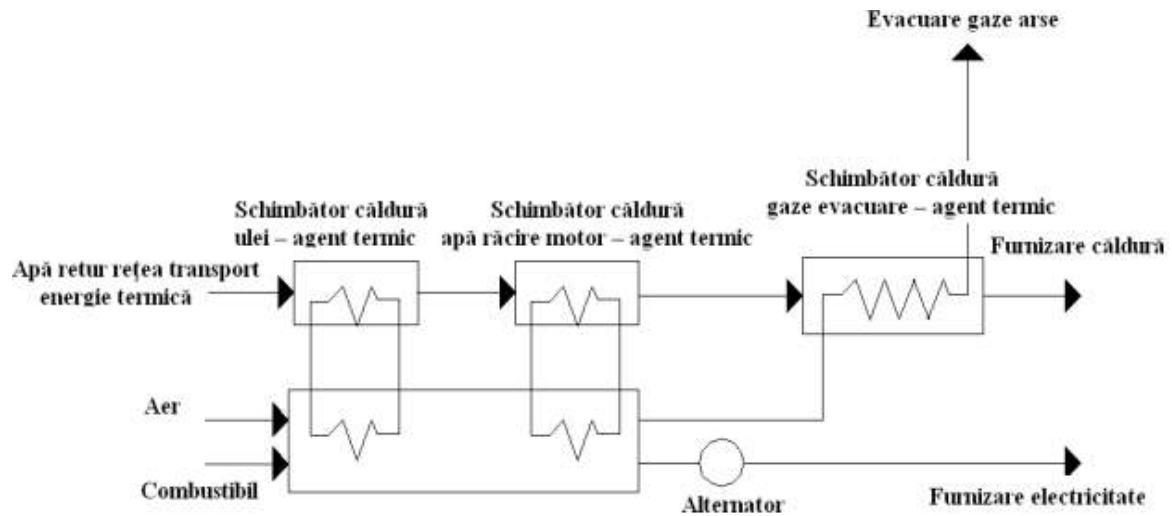 Evacuare gaze arse
Schimbător căldură
gaze evacuare – agent termic
Schimbător căldură
ulei – agent termic
Schimbător căldură
apă răcire motor – agent termic
Furnizare căldură
Apă retur rețea transport
energie termică
Aer
Combustibil
Alternator
Furnizare electricitate